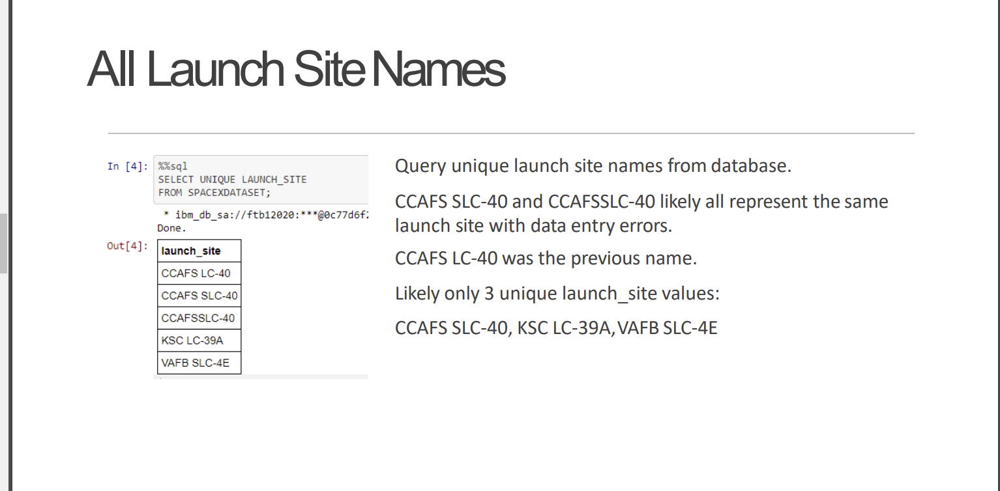 All Launch Site Names
In [4]:
%%sql
SELECT UNIQUE LAUNCH_SITE
FROM SPACEXDATASET;
* ibm_db_sa://ftb12020:***@0c77d6f2
Done.
Out[4]:
launch_site
CCAFS LC-40
CCAFS SLC-40
CCAFSSLC-40
KSC LC-39A
VAFB SLC-4E
Query unique launch site names from database.
CCAFS SLC-40 and CCAFSSLC-40 likely all represent the same
launch site with data entry errors.
CCAFS LC-40 was the previous name.
Likely only 3 unique launch_site values:
CCAFS SLC-40, KSC LC-39A, VAFB SLC-4E